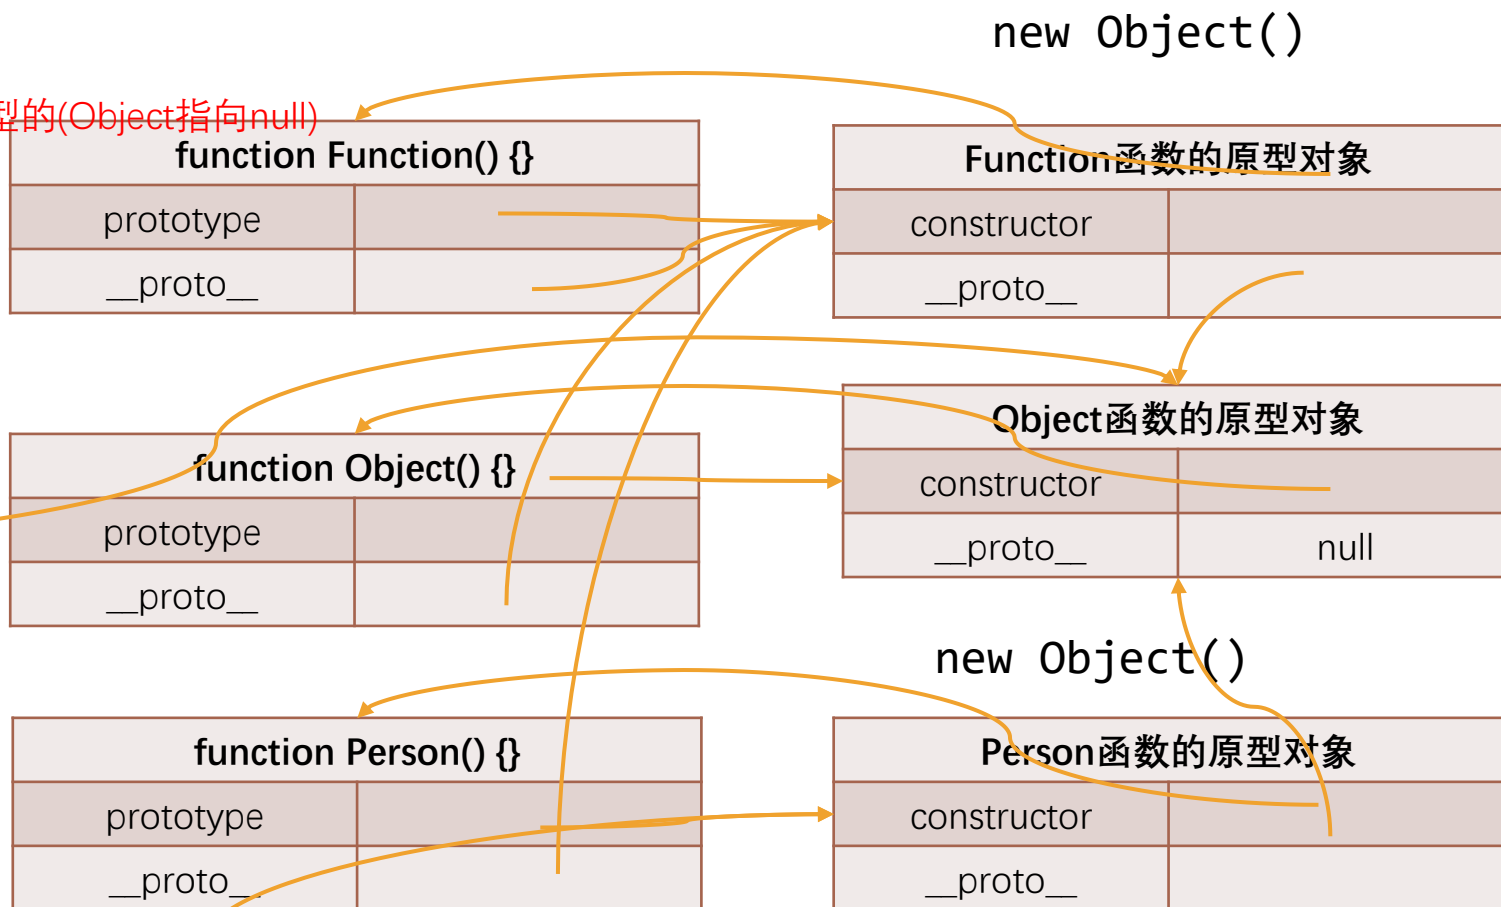 new Object()
型的(Object指向null)
function Function() {}
Function函数的原型对象
prototype
constructor
__proto__
__proto__
Object函数的原型对象
function Object() {}
constructor
prototype
__proto__ null
__proto__
new Object()
function Person() {}
Person函数的原型对象
prototype
constructor
__proto__
__proto__